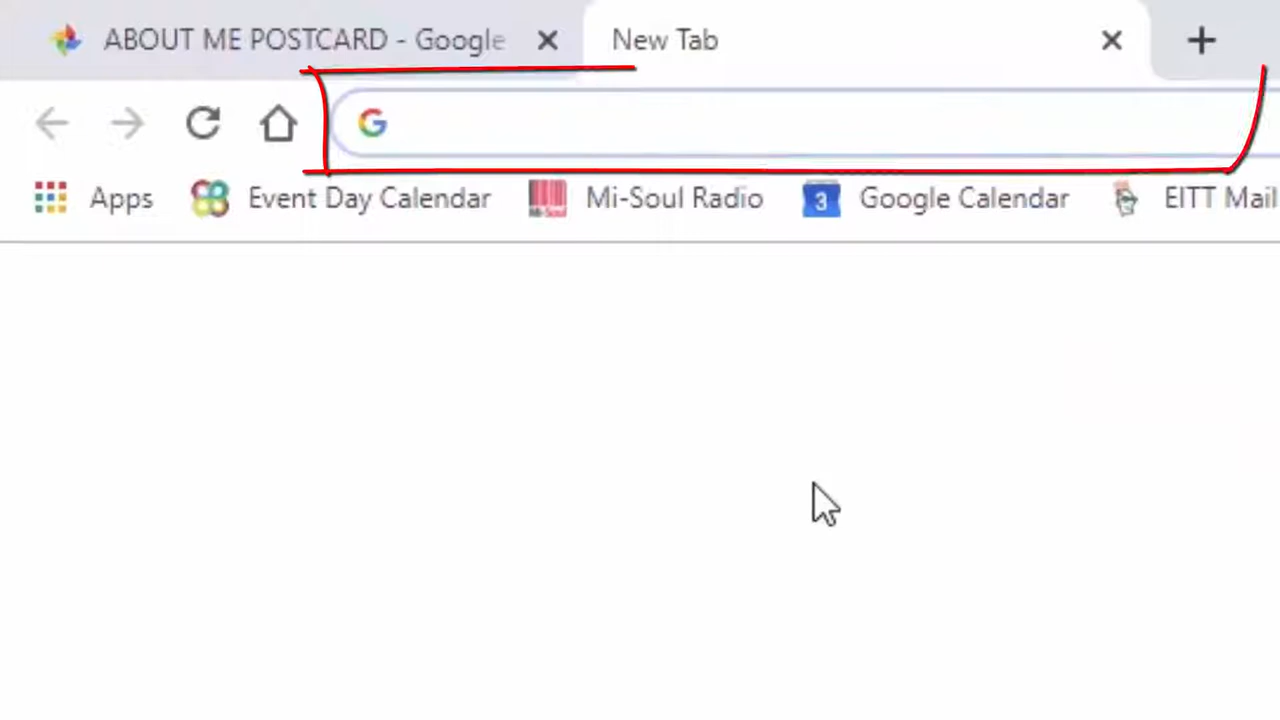 ABOUT ME POSTCARD - Google
New Tab
Apps Event Day Calendar Mi-Soul Radio 3 Google Calendar EITT Mail